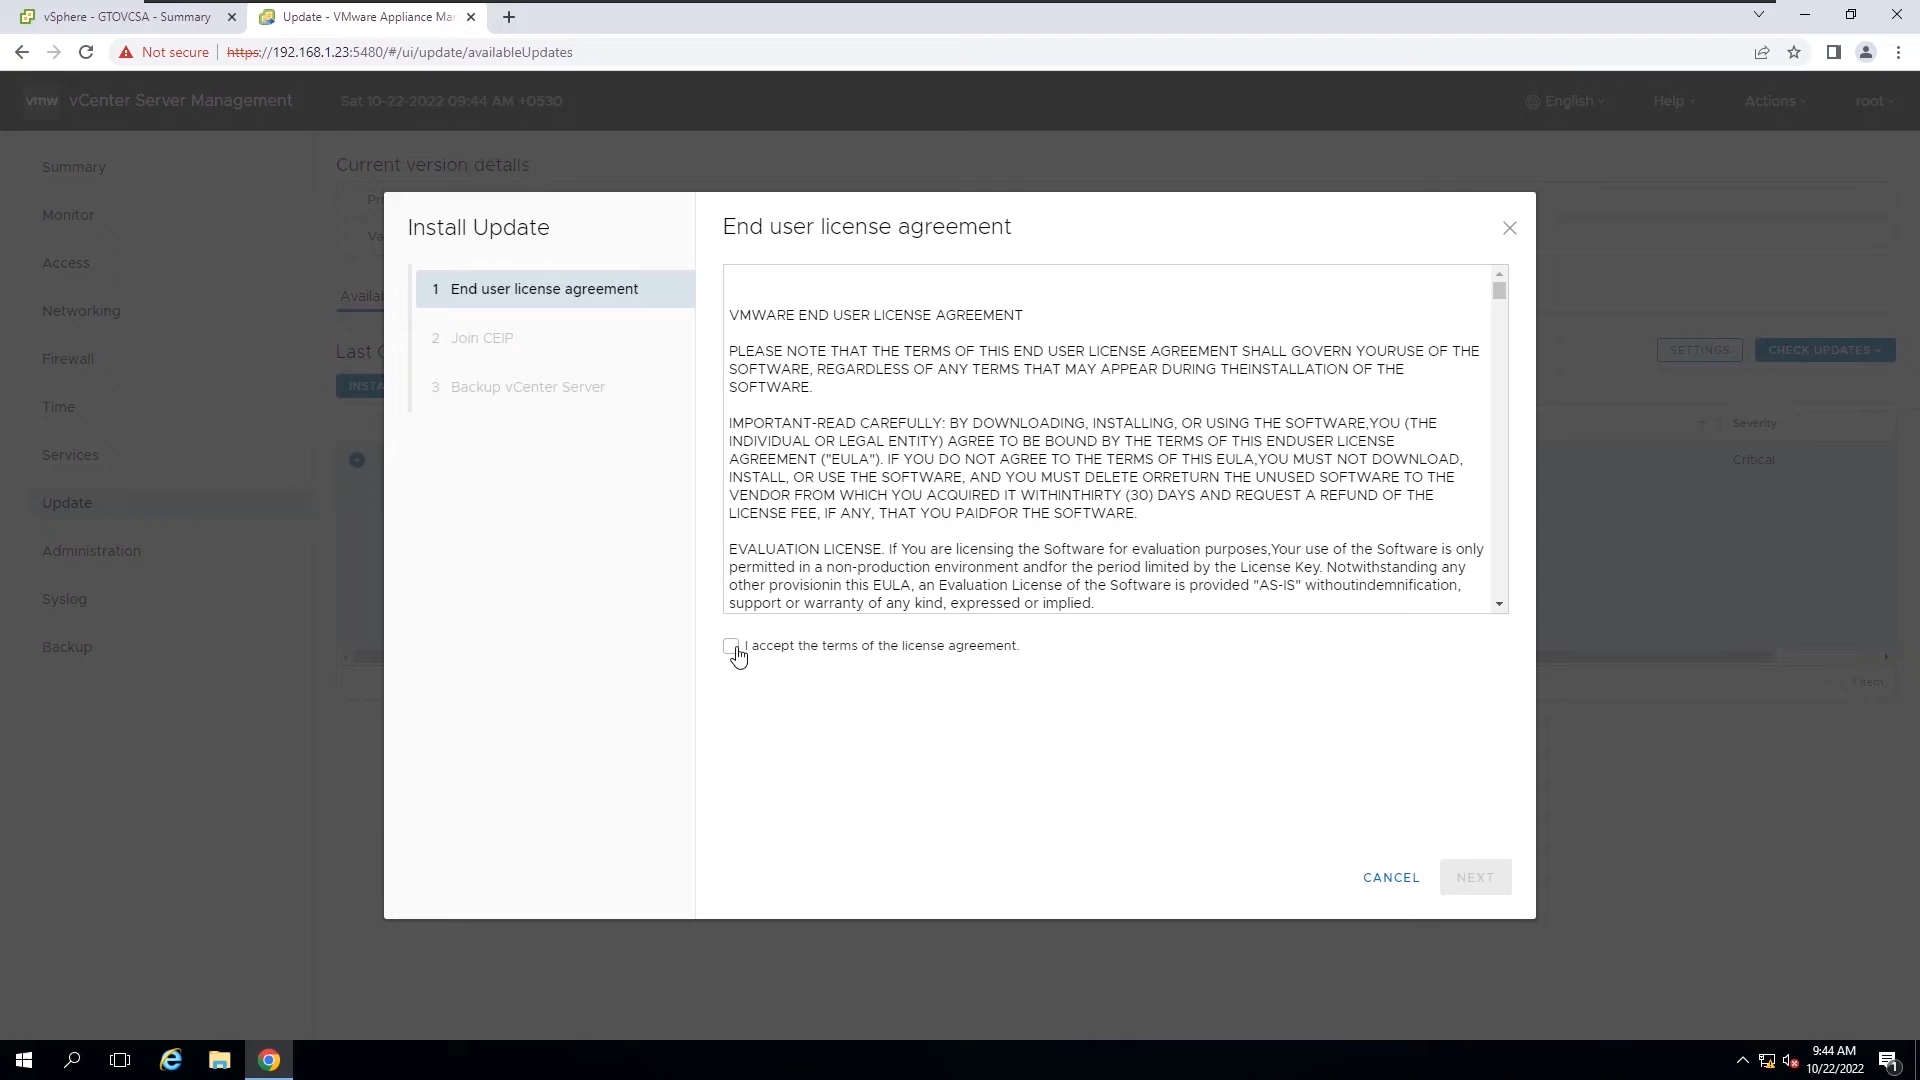 vSphere - GTOVCSA - Summary
Update - VMware Appliance Mar
Not secure
https://192.168.1.23:5480/#/ui/update/availableUpdates
vmw
vCenter Server Management
Sat 10-22-2022 09:44 AM +0530
English
Help
Actions
root
Summary
Monitor
Access
Networking
Firewall
Time
Services
Update
Administration
Syslog
Backup
Current version details
SETTINGS
CHECK UPDATES
Severity
Critical
Install Update
1 End user license agreement
2 Join CEIP
3 Backup vCenter Server
End user license agreement
VMWARE END USER LICENSE AGREEMENT
PLEASE NOTE THAT THE TERMS OF THIS END USER LICENSE AGREEMENT SHALL GOVERN YOURUSE OF THE
SOFTWARE, REGARDLESS OF ANY TERMS THAT MAY APPEAR DURING THEINSTALLATION OF THE
SOFTWARE.
IMPORTANT-READ CAREFULLY: BY DOWNLOADING, INSTALLING, OR USING THE SOFTWARE,YOU (THE
INDIVIDUAL OR LEGAL ENTITY) AGREE TO BE BOUND BY THE TERMS OF THIS ENDUSER LICENSE
AGREEMENT ("EULA"). IF YOU DO NOT AGREE TO THE TERMS OF THIS EULA,YOU MUST NOT DOWNLOAD,
INSTALL, OR USE THE SOFTWARE, AND YOU MUST DELETE ORRETURN THE UNUSED SOFTWARE TO THE
VENDOR FROM WHICH YOU ACQUIRED IT WITHINTHIRTY (30) DAYS AND REQUEST A REFUND OF THE
LICENSE FEE, IF ANY, THAT YOU PAIDFOR THE SOFTWARE.
EVALUATION LICENSE. If You are licensing the Software for evaluation purposes,Your use of the Software is only
permitted in a non-production environment andfor the period limited by the License Key. Notwithstanding any
other provisionin this EULA, an Evaluation License of the Software is provided "AS-IS" withoutindemnification,
support or warranty of any kind, expressed or implied.
I accept the terms of the license agreement.
CANCEL
NEXT
9:44 AM
10/22/2022
1